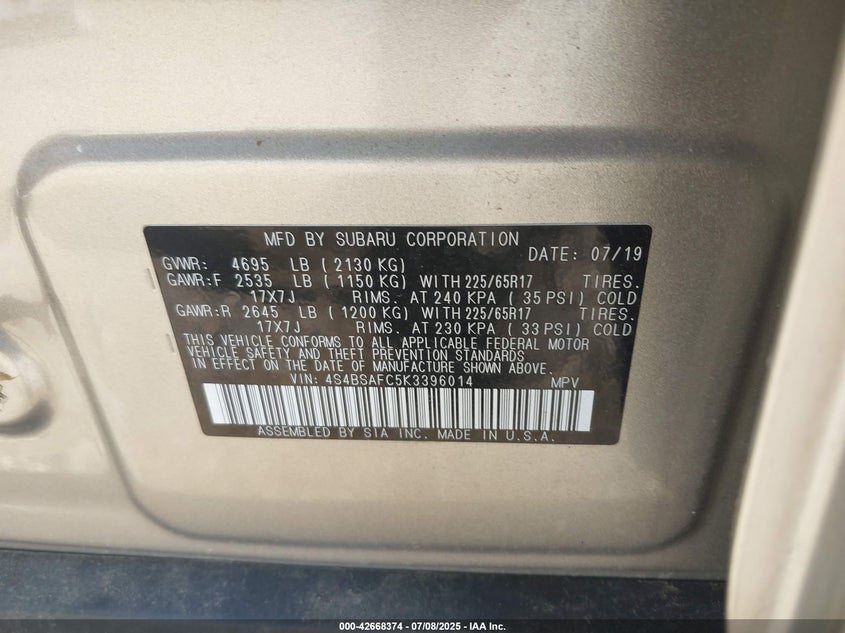 MFD BY SUBARU CORPORATION
DATE: 07/19
GVWR: 4695 LB ( 2130 KG)
GAWR:F 2535 LB ( 1150 KG) WITH 225/65R17 TIRES.
17X7J RIMS. AT 240 KPA ( 35 PSI) COLD
GAWR:R 2645 LB ( 1200 KG) WITH 225/65R17 TIRES.
17X7J RIMS. AT 230 KPA ( 33 PSI) COLD
THIS VEHICLE CONFORMS TO ALL APPLICABLE FEDERAL MOTOR
VEHICLE SAFETY AND THEFT PREVENTION STANDARDS
IN EFFECT ON THE DATE OF MANUFACTURE SHOWN ABOVE.
VIN: 4S4BSAFC5K3396014 MPV
ASSEMBLED BY SIA INC. MADE IN U.S.A.
000-42668374 - 07/08/2025 - IAA Inc.